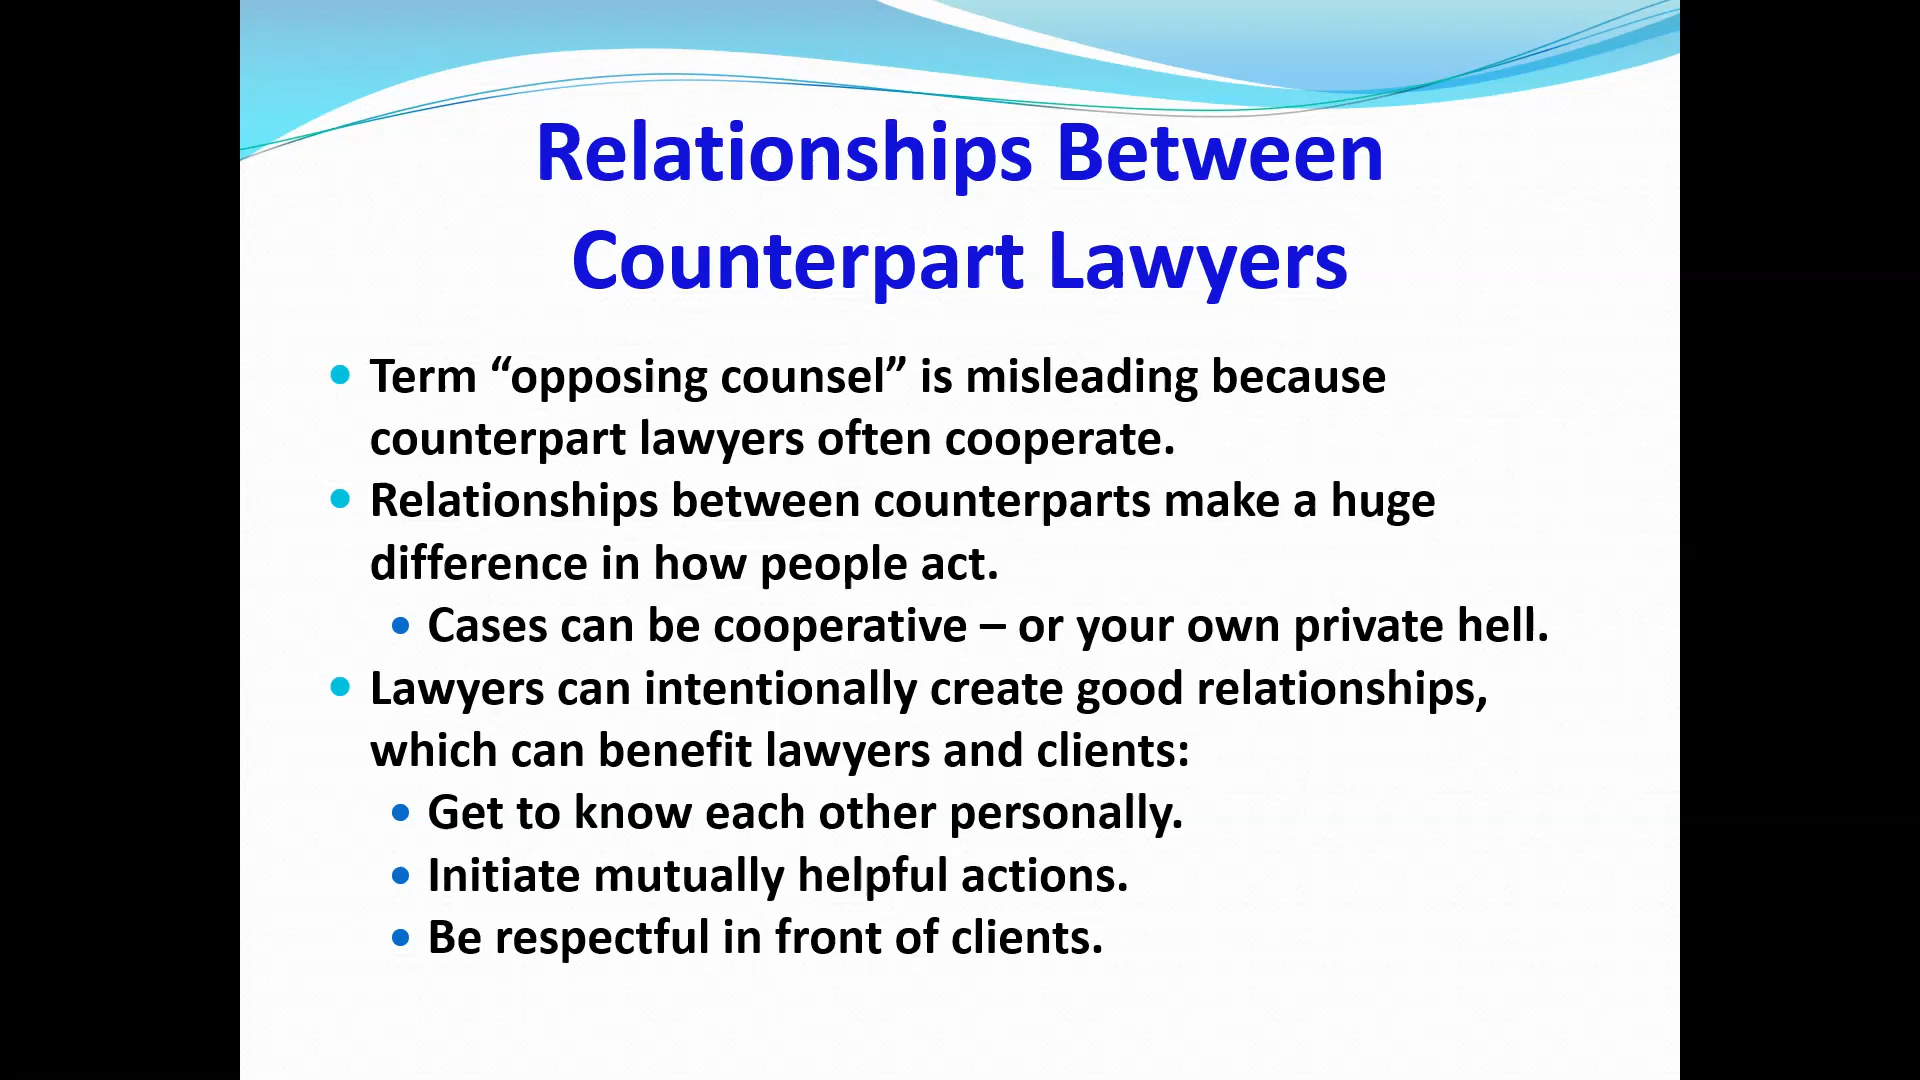 Relationships Between
Counterpart Lawyers
Term “opposing counsel” is misleading because
counterpart lawyers often cooperate.
Relationships between counterparts make a huge
difference in how people act.
Cases can be cooperative – or your own private hell.
Lawyers can intentionally create good relationships,
which can benefit lawyers and clients:
Get to know each other personally.
Initiate mutually helpful actions.
Be respectful in front of clients.